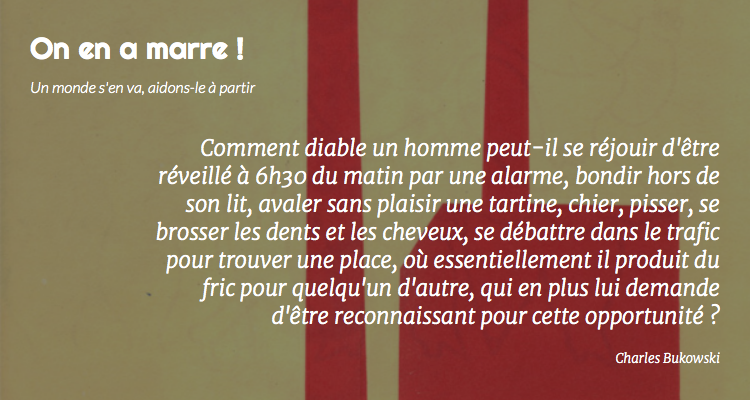 On en a marre !
Un monde s'en va, aidons-le à partir
Comment diable un homme peut-il se réjouir d'être
réveillé à 6h30 du matin par une alarme, bondir hors de
son lit, avaler sans plaisir une tartine, chier, pisser, se
brosser les dents et les cheveux, se débattre dans le trafic
pour trouver une place, où essentiellement il produit du
fric pour quelqu'un d'autre, qui en plus lui demande
d'être reconnaissant pour cette opportunité ?
Charles Bukowski